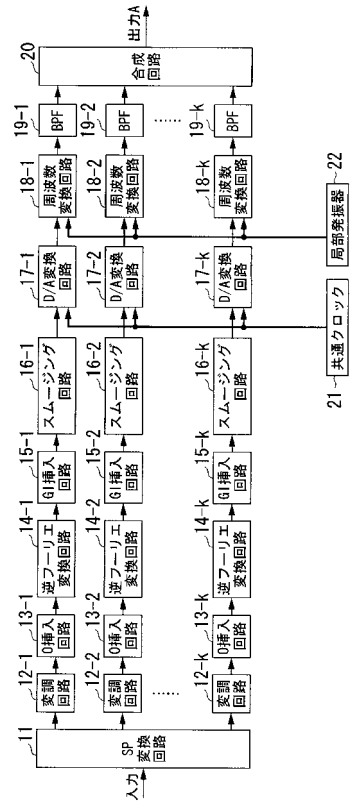 入力
11
SP
変換
回路
12-1
変調
回路
13-1
0挿入
回路
14-1
逆フーリエ
変換回路
15-1
GI挿入
回路
16-1
スムージング
回路
17-1
D/A変換
回路
18-1
周波数
変換回路
19-1
BPF
12-2
変調
回路
13-2
0挿入
回路
14-2
逆フーリエ
変換回路
15-2
GI挿入
回路
16-2
スムージング
回路
17-2
D/A変換
回路
18-2
周波数
変換回路
19-2
BPF
12-k
変調
回路
13-k
0挿入
回路
14-k
逆フーリエ
変換回路
15-k
GI挿入
回路
16-k
スムージング
回路
17-k
D/A変換
回路
18-k
周波数
変換回路
19-k
BPF
20
合成
回路
出力A
21
共通クロック
22
局部発振器